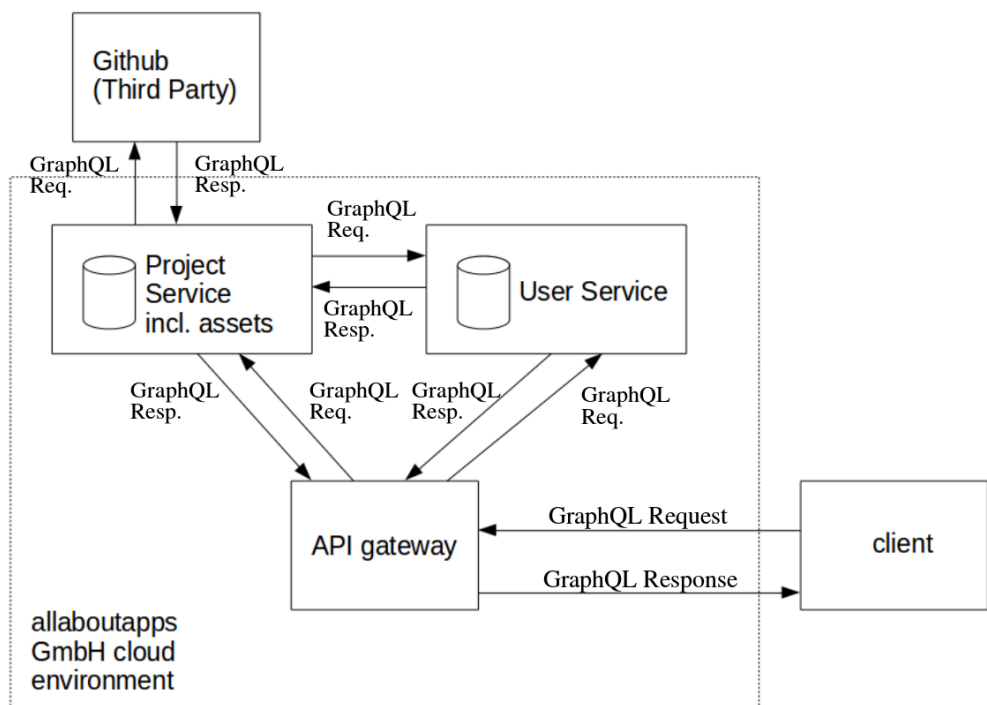 Github
(Third Party)
GraphQL
Req.
GraphQL
Resp.
Project
Service
incl. assets
GraphQL
Req.
GraphQL
Resp.
User Service
GraphQL
Resp.
GraphQL
Req.
GraphQL
Resp.
GraphQL
Req.
API gateway
GraphQL Request
GraphQL Response
client
allaboutapps
GmbH cloud
environment